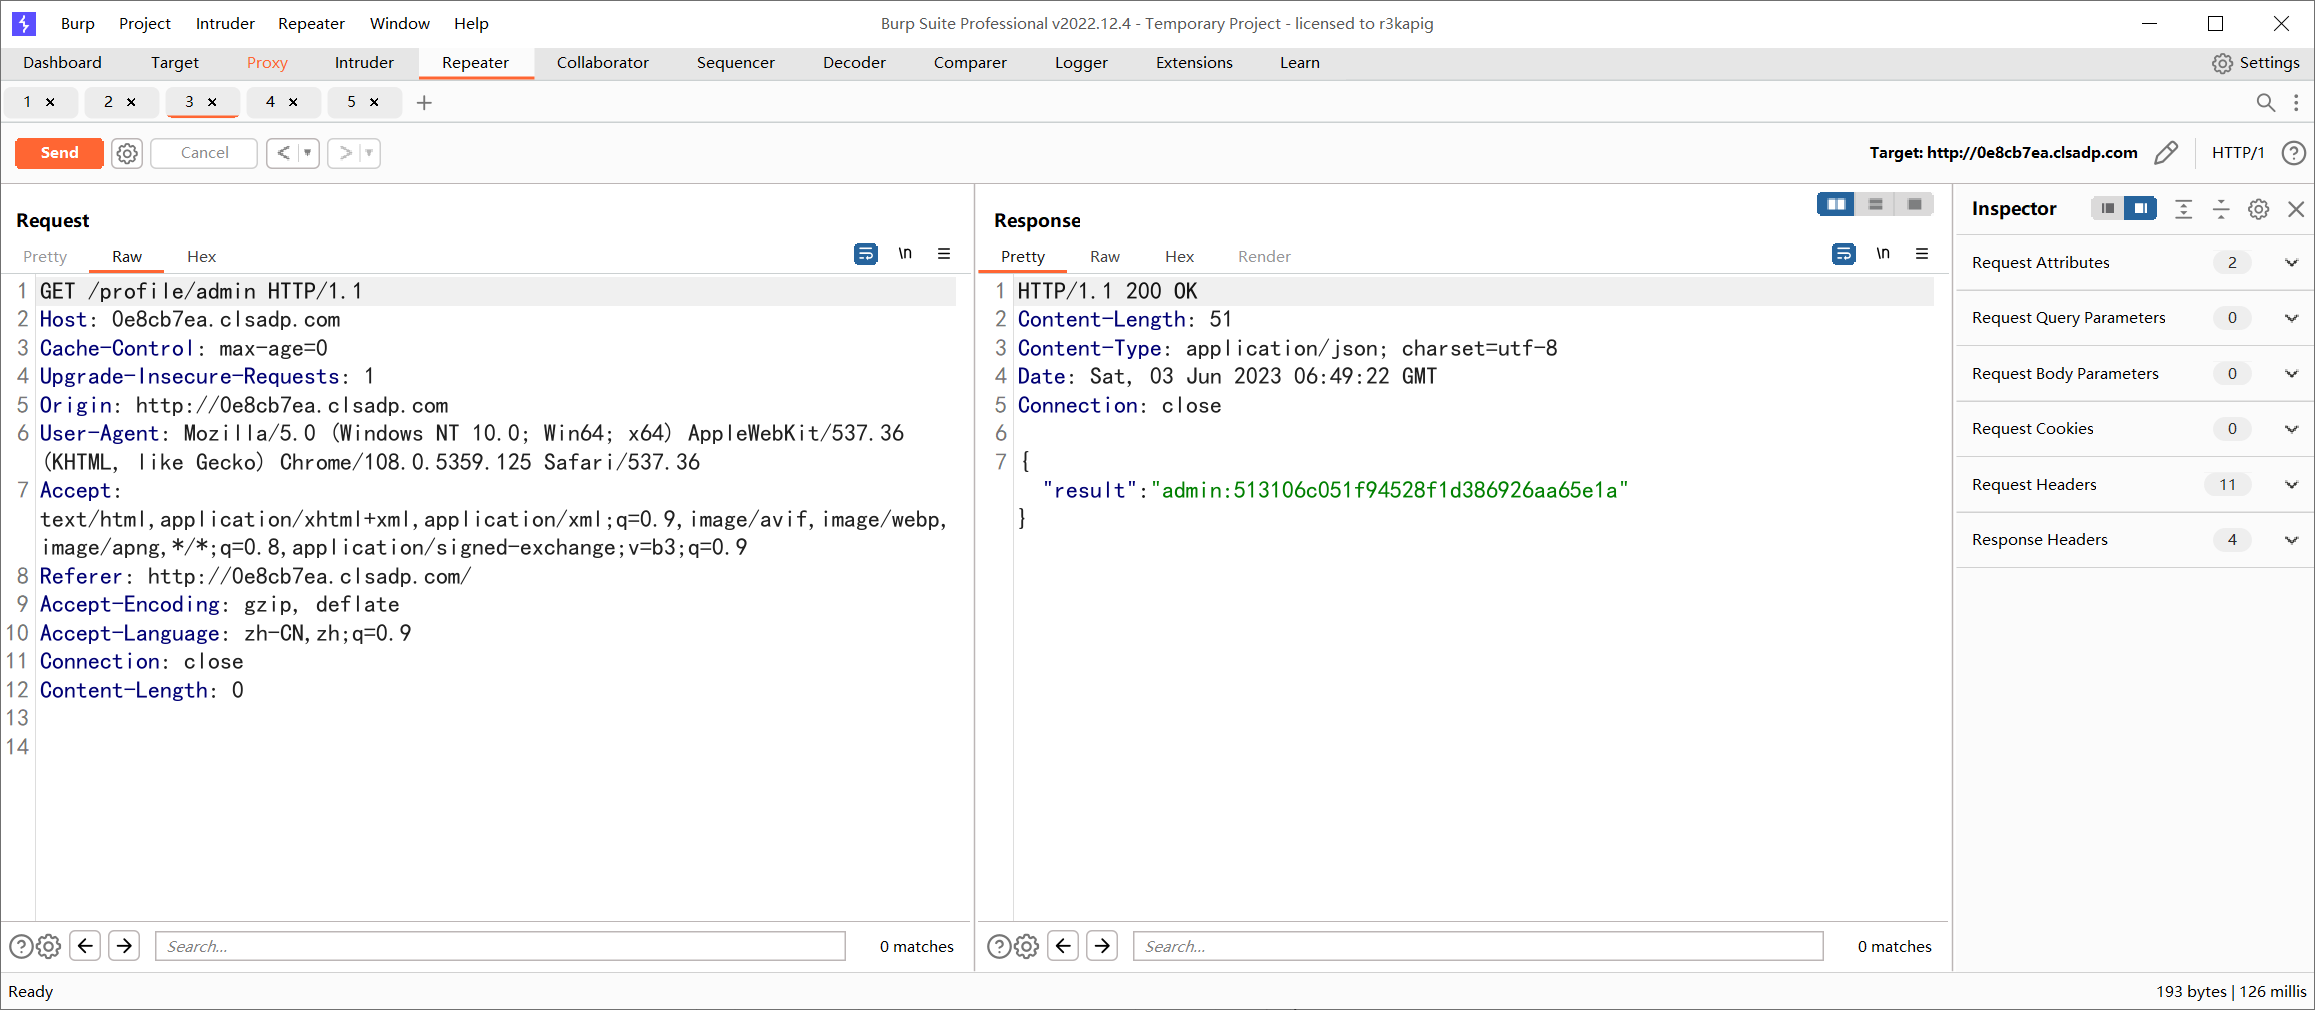 Burp Project Intruder Repeater Window Help Burp Suite Professional v2022.12.4 - Temporary Project - licensed to r3kapig
Dashboard Target Proxy Intruder Repeater Collaborator Sequencer Decoder Comparer Logger Extensions Learn Settings
1 × 2 × 3 × 4 × 5 × +
Send Cancel < > Target: http://0e8cb7ea.clsadp.com HTTP/1 ?
Request
Pretty Raw Hex \n
1 GET /profile/admin HTTP/1.1
2 Host: 0e8cb7ea.clsadp.com
3 Cache-Control: max-age=0
4 Upgrade-Insecure-Requests: 1
5 Origin: http://0e8cb7ea.clsadp.com
6 User-Agent: Mozilla/5.0 (Windows NT 10.0; Win64; x64) AppleWebKit/537.36
(KHTML, like Gecko) Chrome/108.0.5359.125 Safari/537.36
7 Accept:
text/html,application/xhtml+xml,application/xml;q=0.9,image/avif,image/webp,
image/apng,*/*;q=0.8,application/signed-exchange;v=b3;q=0.9
8 Referer: http://0e8cb7ea.clsadp.com/
9 Accept-Encoding: gzip, deflate
10 Accept-Language: zh-CN,zh;q=0.9
11 Connection: close
12 Content-Length: 0
13
14
? Search... 0 matches
Response
Pretty Raw Hex Render \n
1 HTTP/1.1 200 OK
2 Content-Length: 51
3 Content-Type: application/json; charset=utf-8
4 Date: Sat, 03 Jun 2023 06:49:22 GMT
5 Connection: close
6
7 {
"result":"admin:513106c051f94528f1d386926aa65e1a"
}
? Search... 0 matches
Inspector
Request Attributes 2
Request Query Parameters 0
Request Body Parameters 0
Request Cookies 0
Request Headers 11
Response Headers 4
Ready 193 bytes | 126 millis